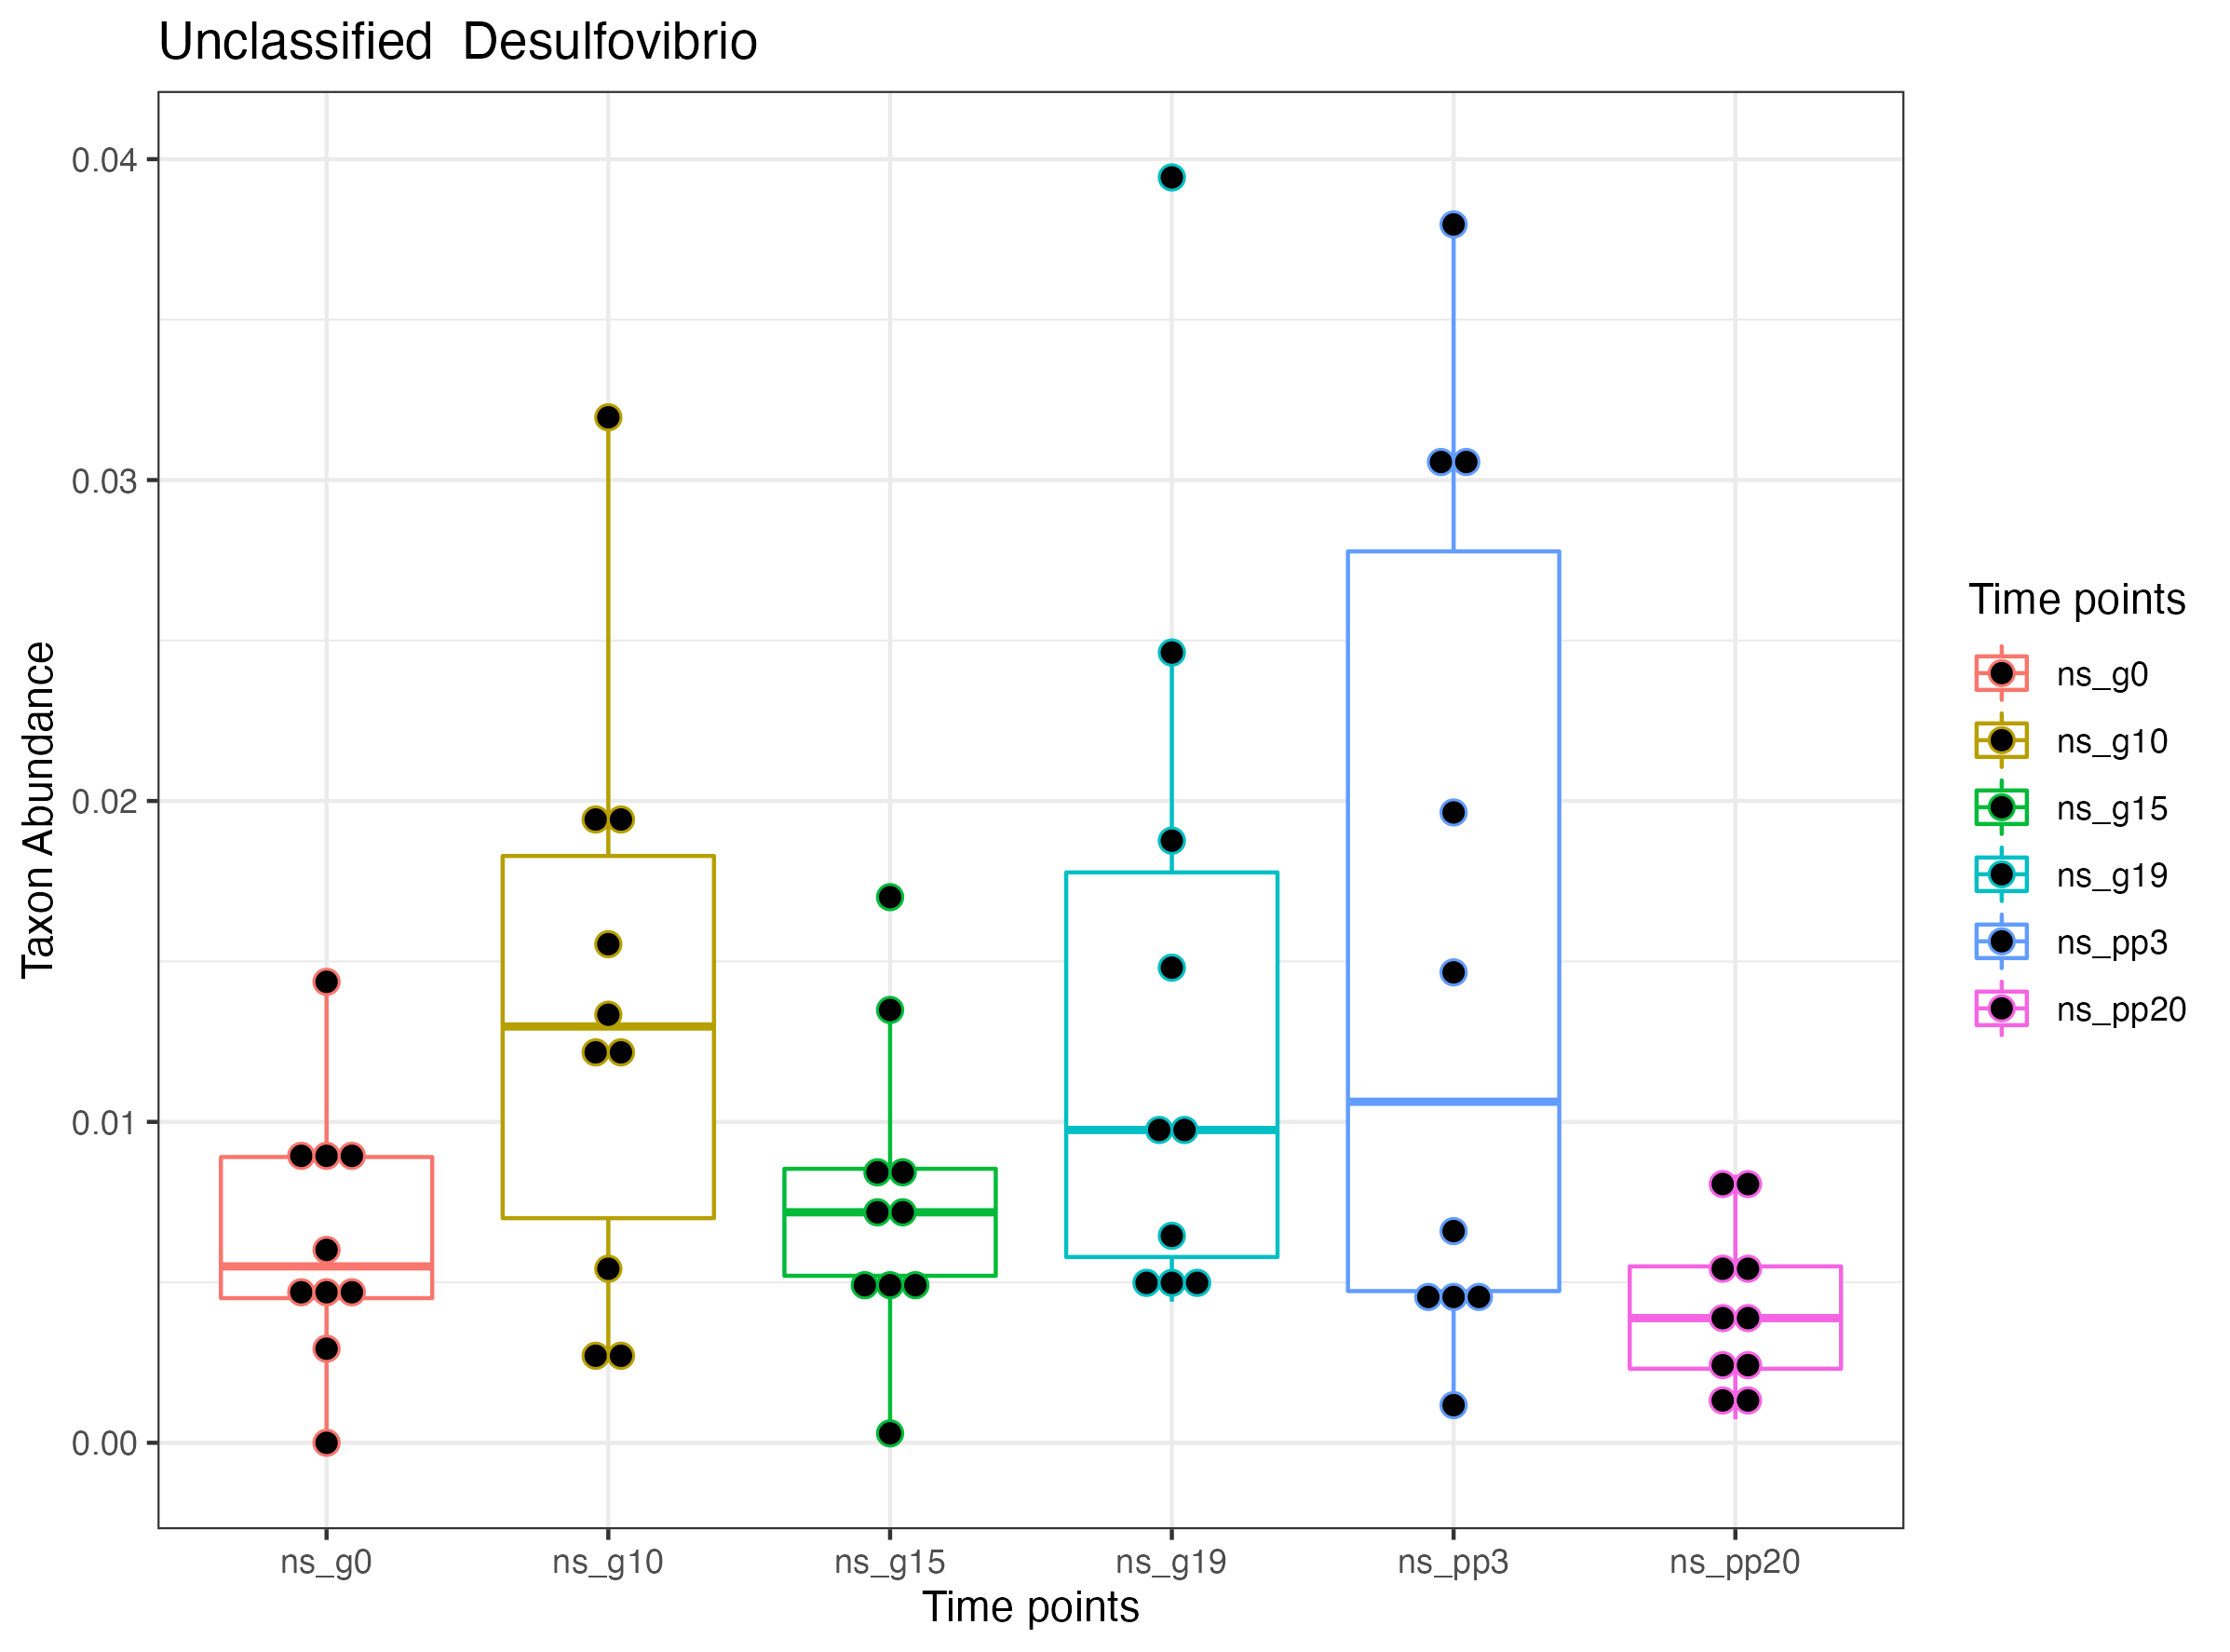 Unclassified  Desulfovibrio
Taxon Abundance
0.04
0.03
0.02
0.01
0.00
ns_g0
ns_g10
ns_g15
ns_g19
ns_pp3
ns_pp20
Time points
Time points
ns_g0
ns_g10
ns_g15
ns_g19
ns_pp3
ns_pp20